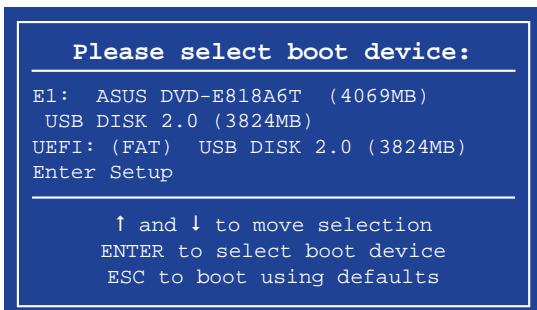 Please select boot device:
E1: ASUS DVD-E818A6T (4069MB)
USB DISK 2.0 (3824MB)
UEFI: (FAT) USB DISK 2.0 (3824MB)
Enter Setup
↑ and ↓ to move selection
ENTER to select boot device
ESC to boot using defaults